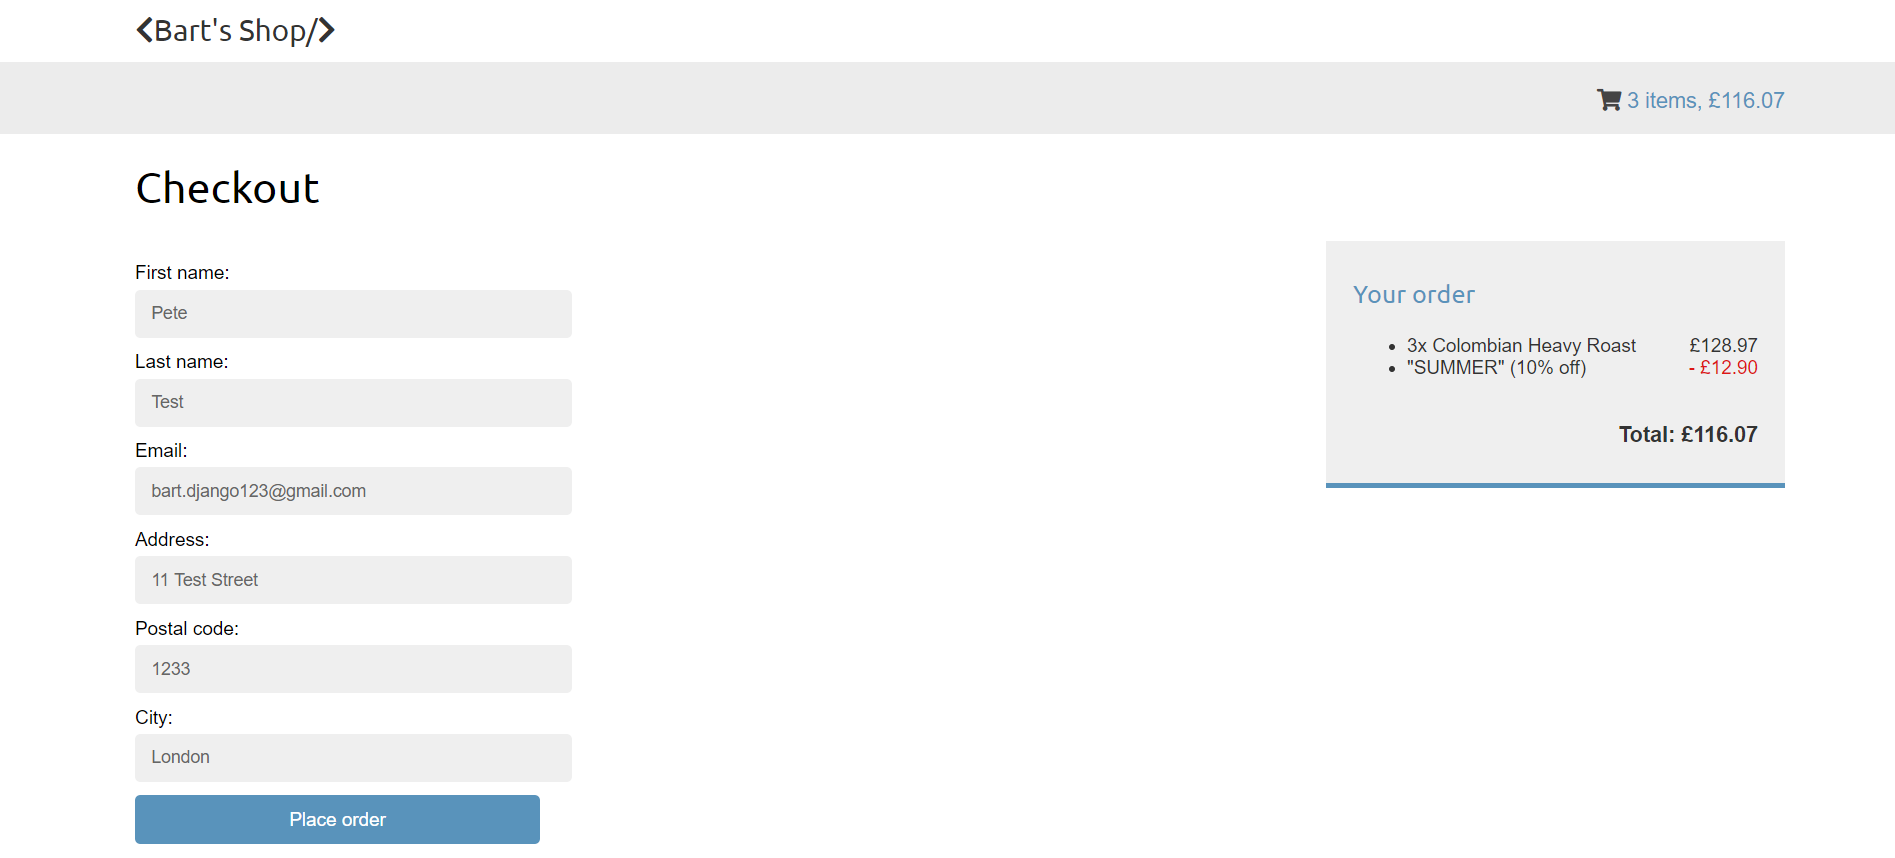 Bart's Shop/
3 items, £116.07
Checkout
First name:
Pete
Last name:
Test
Email:
bart.django123@gmail.com
Address:
11 Test Street
Postal code:
1233
City:
London
Place order
Your order
3x Colombian Heavy Roast £128.97
"SUMMER" (10% off) - £12.90
Total: £116.07